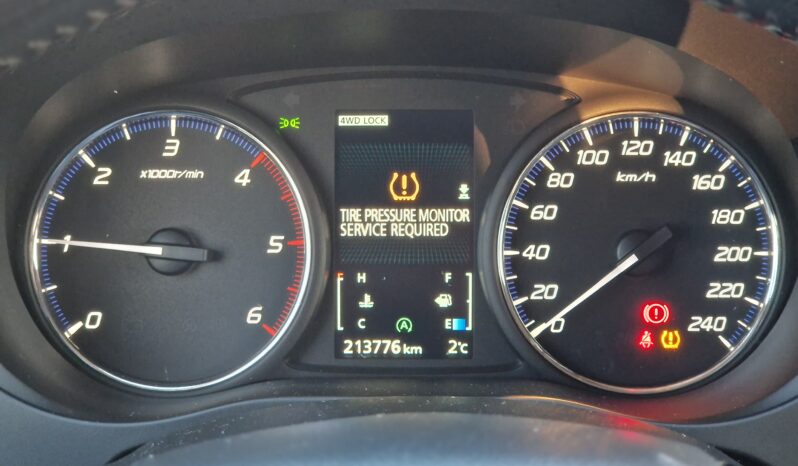 0
1
2
3
4
5
6
x1000r/min
4WD LOCK
TIRE PRESSURE MONITOR
SERVICE REQUIRED
H F
C A E
213776 km 2°C
0
20
40
60
80
100
120
140
160
180
200
220
240
km/h